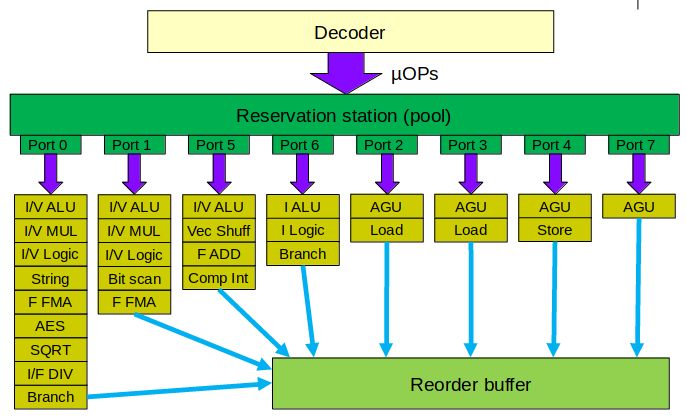 Decoder
µOPs
Reservation station (pool)
Port 0
Port 1
Port 5
Port 6
Port 2
Port 3
Port 4
Port 7
I/V ALU
I/V MUL
I/V Logic
String
F FMA
AES
SQRT
I/F DIV
Branch
I/V ALU
I/V MUL
I/V Logic
Bit scan
F FMA
I/V ALU
Vec Shuff
F ADD
Comp Int
I ALU
I Logic
Branch
AGU
Load
AGU
Load
AGU
Store
AGU
Reorder buffer